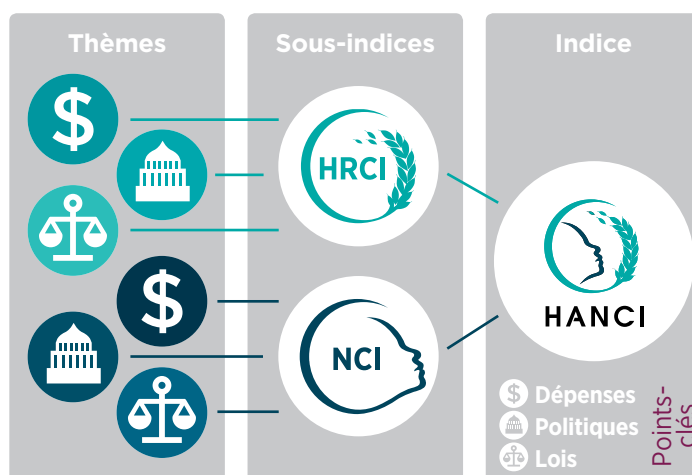 Thèmes
Sous-indices
Indice
$
HRCI
$
NCI
HANCI
$ Dépenses
Politiques
Lois
Points-
clés